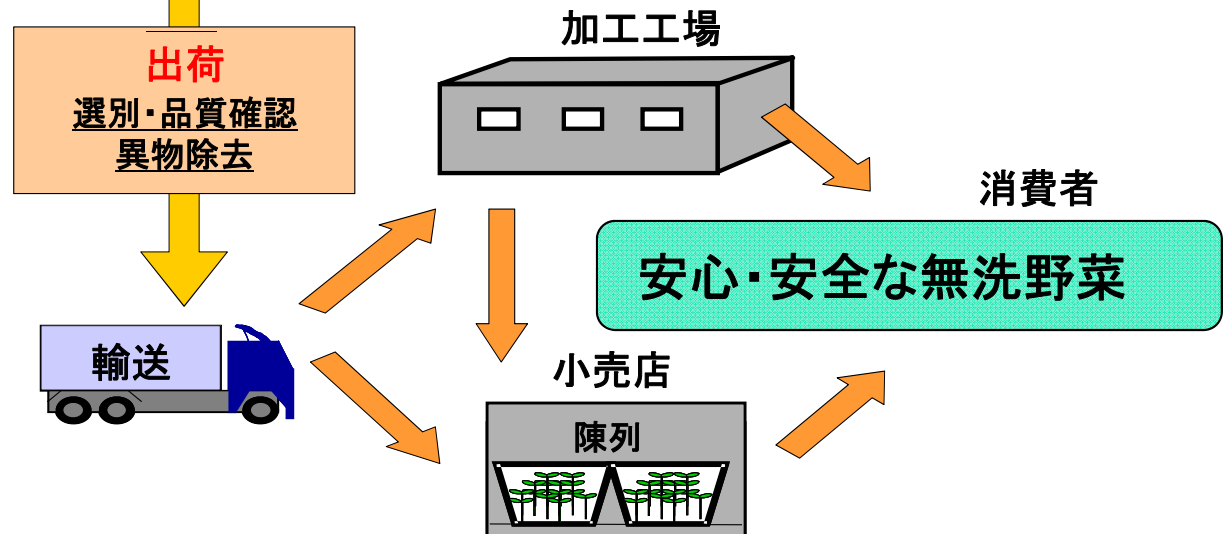 加工工場
出荷
選別・品質確認
異物除去
消費者
安心・安全な無洗野菜
輸送
小売店
陳列